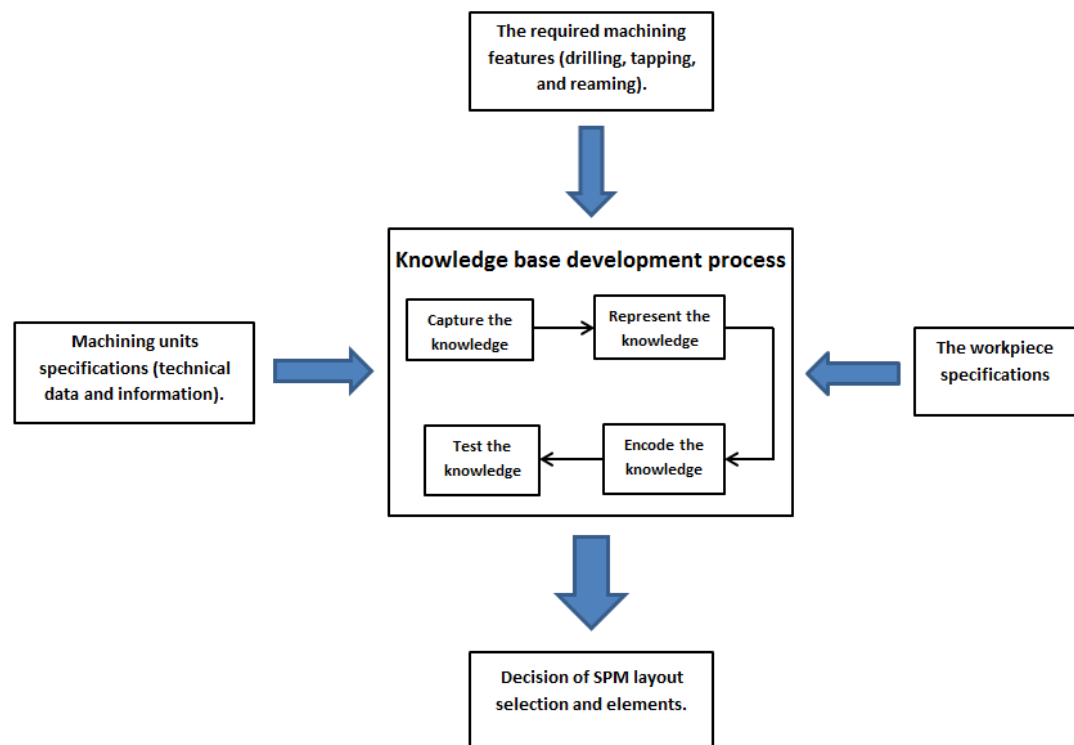 The required machining
features (drilling, tapping,
and reaming).
Knowledge base development process
Capture the
knowledge
Represent the
knowledge
Machining units
specifications (technical
data and information).
The workpiece
specifications
Test the
knowledge
Encode the
knowledge
Decision of SPM layout
selection and elements.